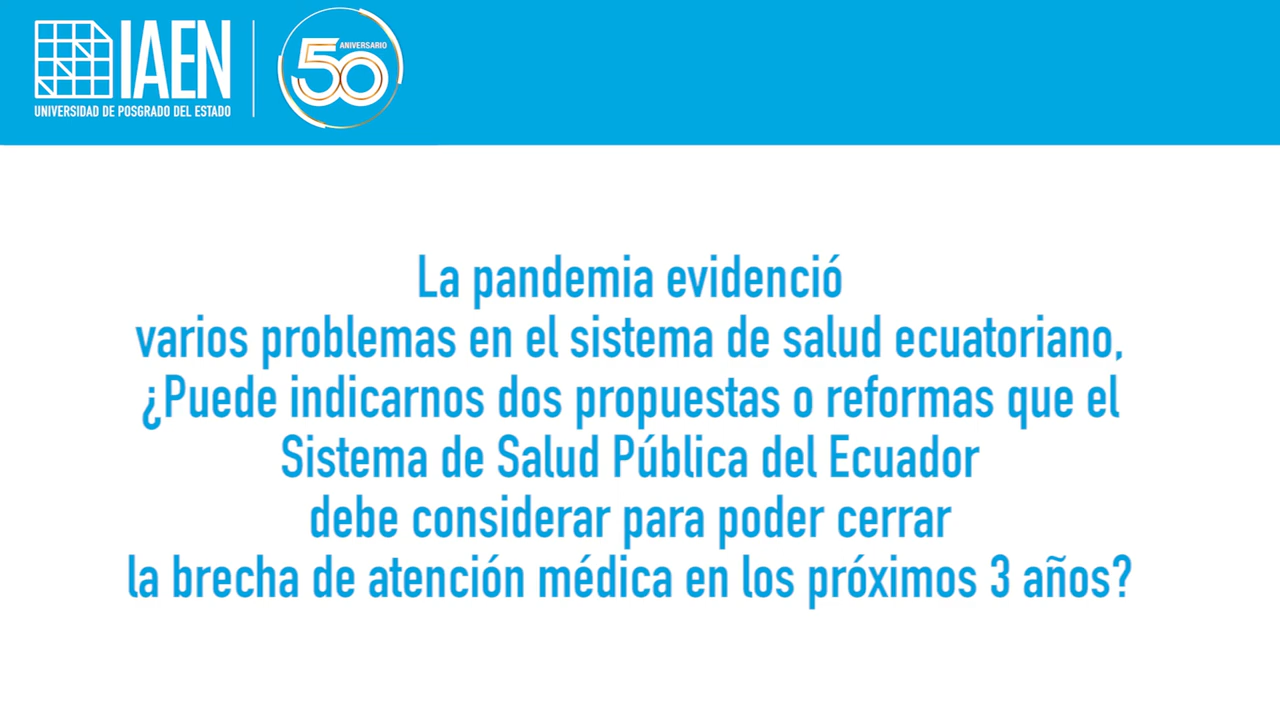 IAEN
UNIVERSIDAD DE POSGRADO DEL ESTADO
50
ANIVERSARIO
La pandemia evidenció
varios problemas en el sistema de salud ecuatoriano,
¿Puede indicarnos dos propuestas o reformas que el
Sistema de Salud Pública del Ecuador
debe considerar para poder cerrar
la brecha de atención médica en los próximos 3 años?